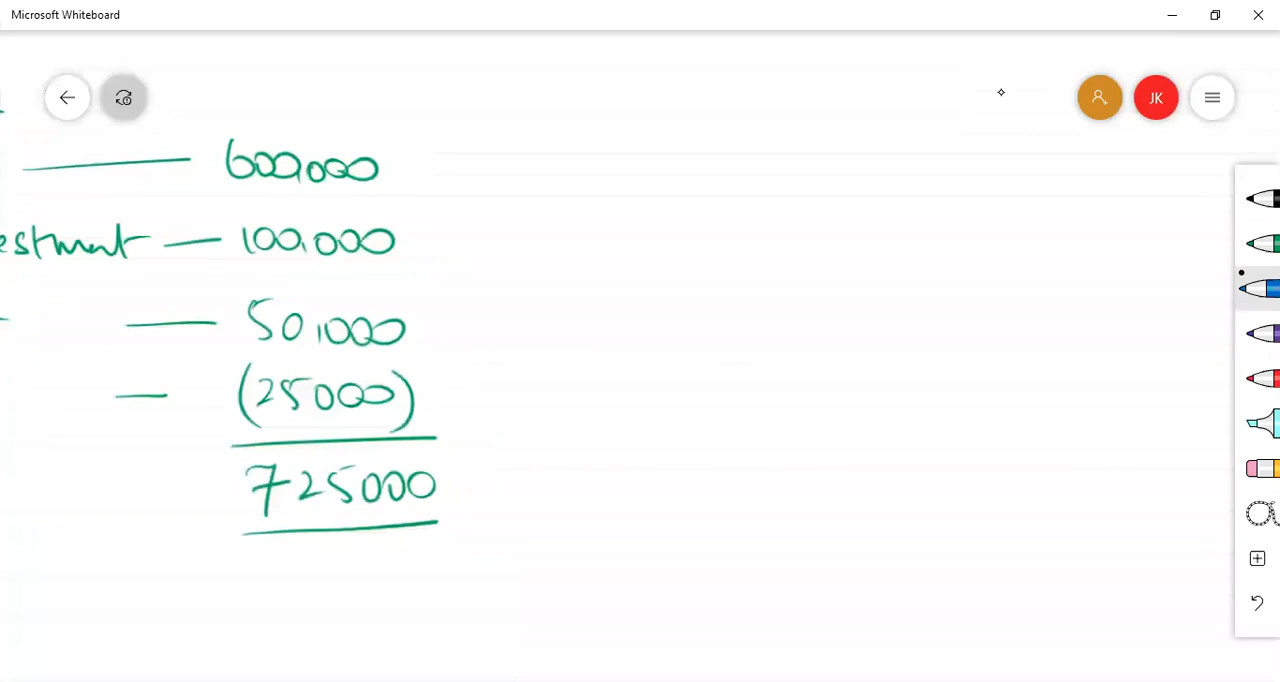 Microsoft Whiteboard
JK
— 600,000
estment — 100,000
— 50,000
— (25000)
725000